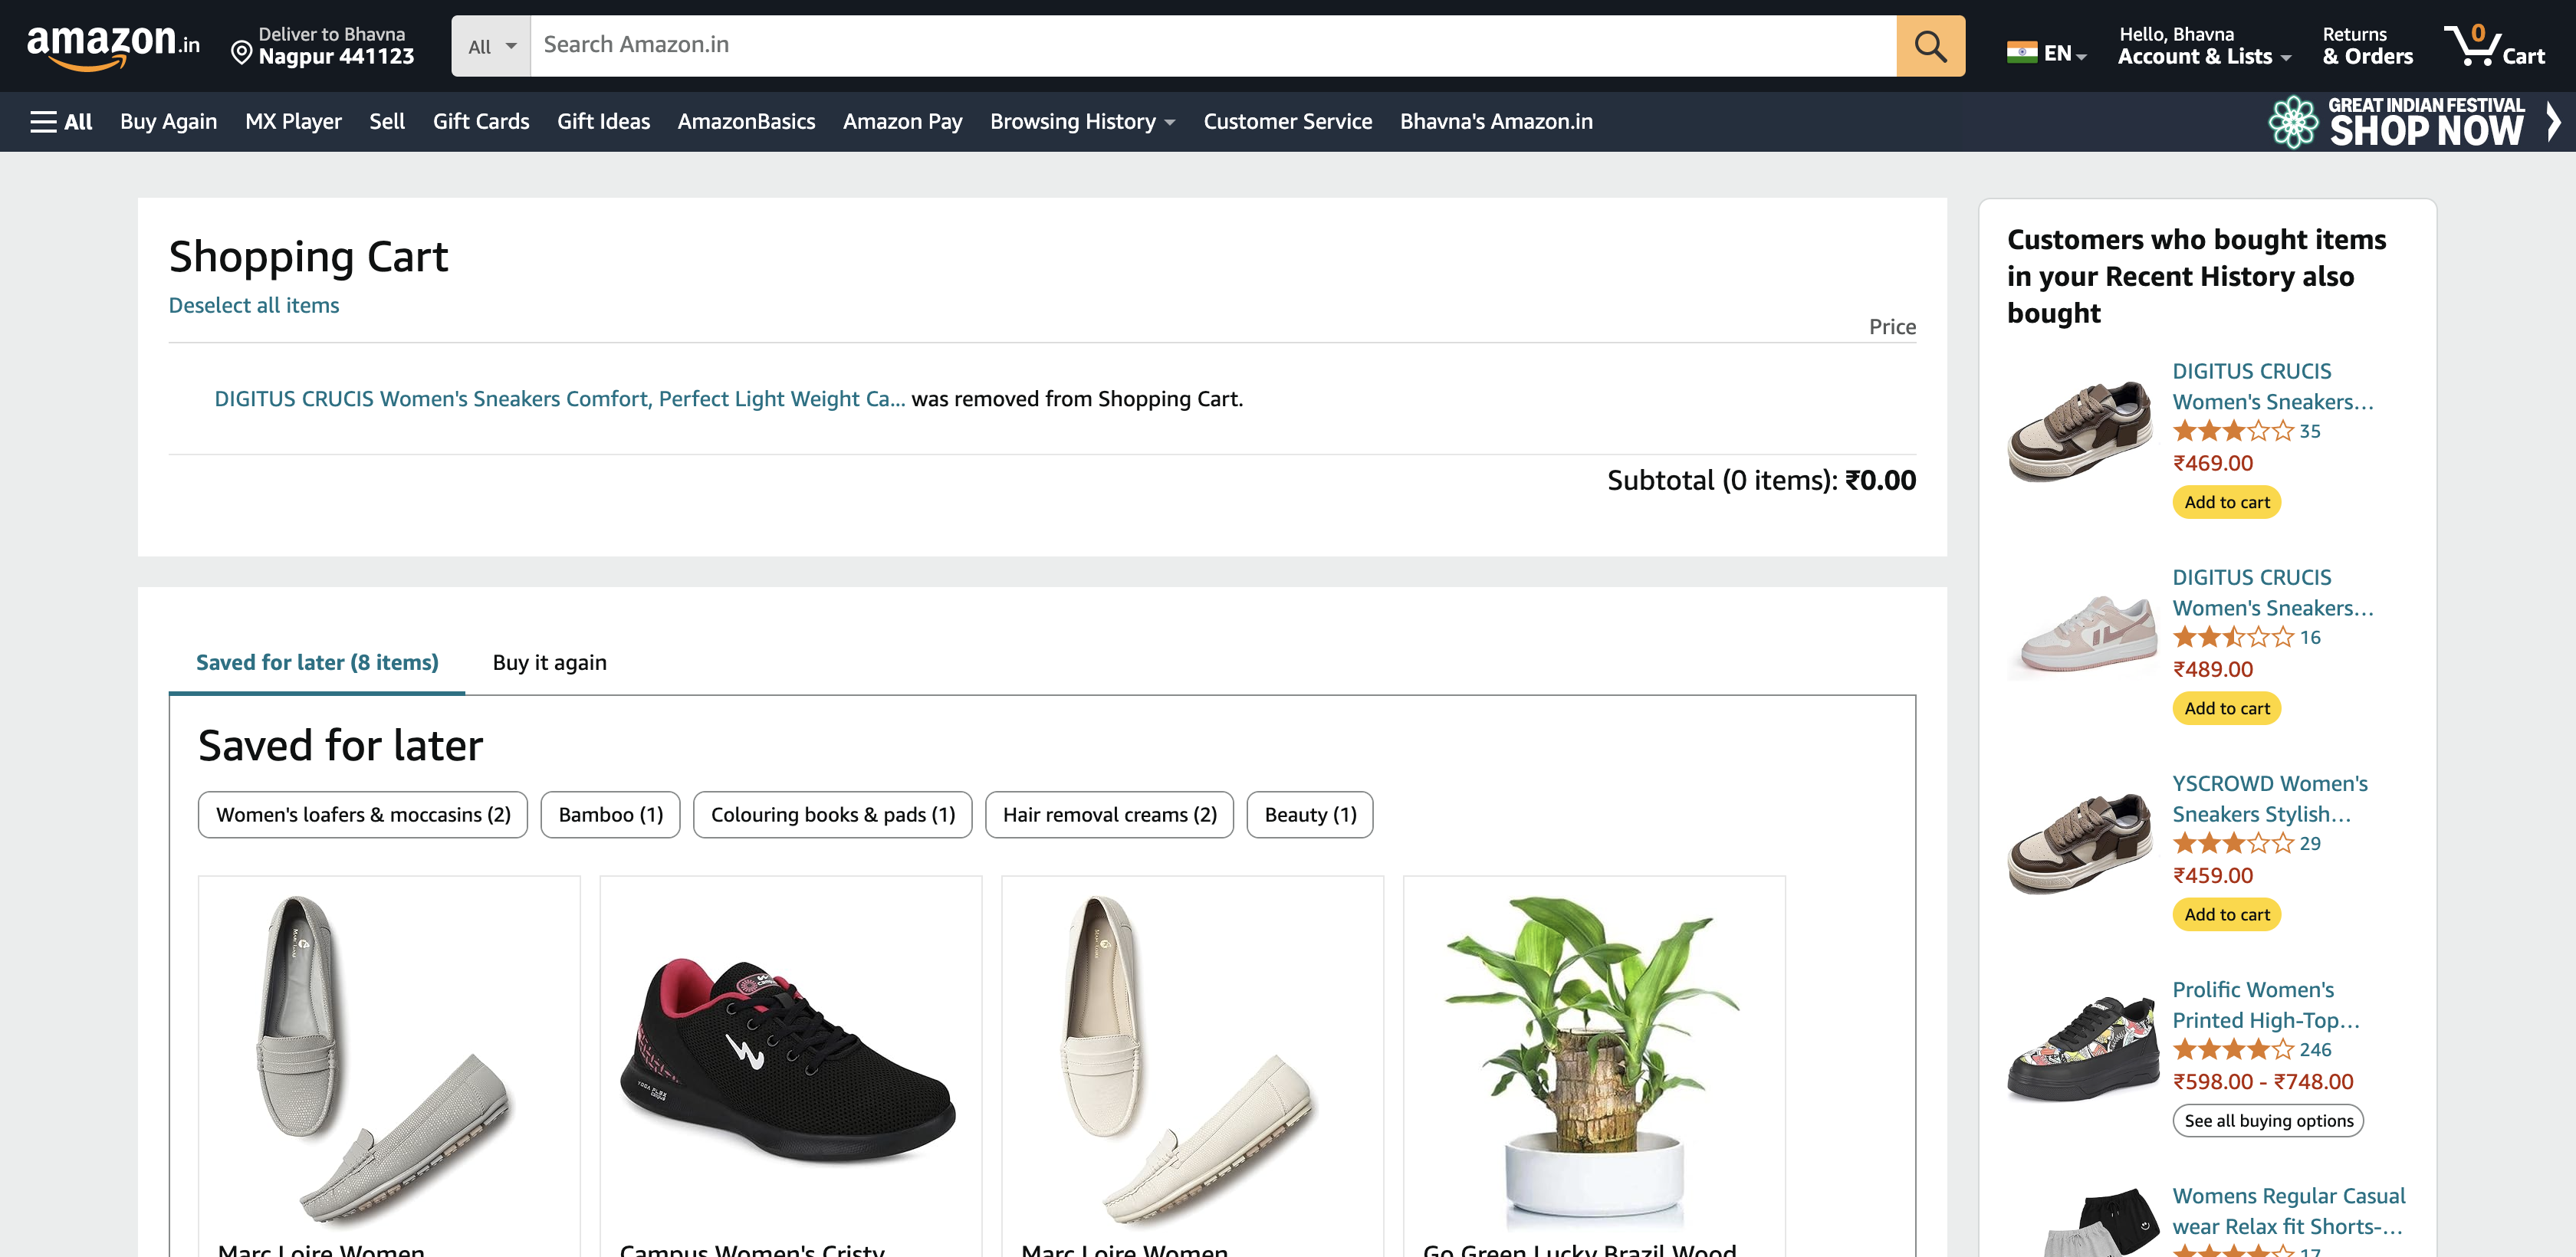 amazon.in
Deliver to Bhavna
Nagpur 441123
All
Search Amazon.in
EN
Hello, Bhavna
Account & Lists
Returns
& Orders
0
Cart
All
Buy Again
MX Player
Sell
Gift Cards
Gift Ideas
AmazonBasics
Amazon Pay
Browsing History
Customer Service
Bhavna's Amazon.in
GREAT INDIAN FESTIVAL
SHOP NOW
Shopping Cart
Deselect all items
Price
DIGITUS CRUCIS Women's Sneakers Comfort, Perfect Light Weight Ca... was removed from Shopping Cart.
Subtotal (0 items): ₹0.00
Saved for later (8 items)
Buy it again
Saved for later
Women's loafers & moccasins (2)
Bamboo (1)
Colouring books & pads (1)
Hair removal creams (2)
Beauty (1)
Marc Loire Women
Campus Women's Cristy
Marc Loire Women
Go Green Lucky Brazil Wood
Customers who bought items
in your Recent History also
bought
DIGITUS CRUCIS
Women's Sneakers...
35
₹469.00
Add to cart
DIGITUS CRUCIS
Women's Sneakers...
16
₹489.00
Add to cart
YSCROWD Women's
Sneakers Stylish...
29
₹459.00
Add to cart
Prolific Women's
Printed High-Top...
246
₹598.00 - ₹748.00
See all buying options
Womens Regular Casual
wear Relax fit Shorts-...
17